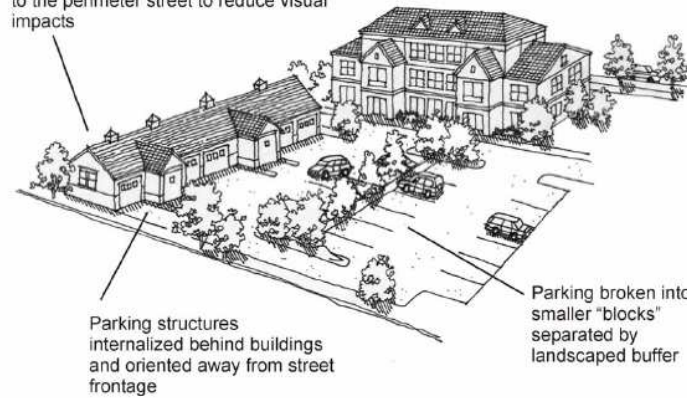 to the perimeter street to reduce visual
impacts
Parking structures
internalized behind buildings
and oriented away from street
frontage
Parking broken into
smaller “blocks”
separated by
landscaped buffer